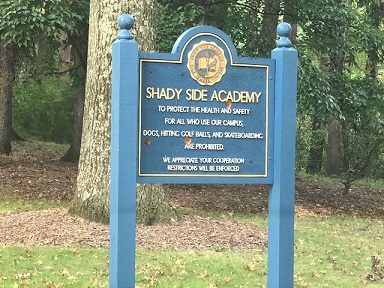 SHADY SIDE ACADEMY
TO PROTECT THE HEALTH AND SAFETY
FOR ALL WHO USE OUR CAMPUS,
DOGS, HITTING GOLF BALLS, AND SKATEBOARDING
ARE PROHIBITED.
WE APPRECIATE YOUR COOPERATION
RESTRICTIONS WILL BE ENFORCED